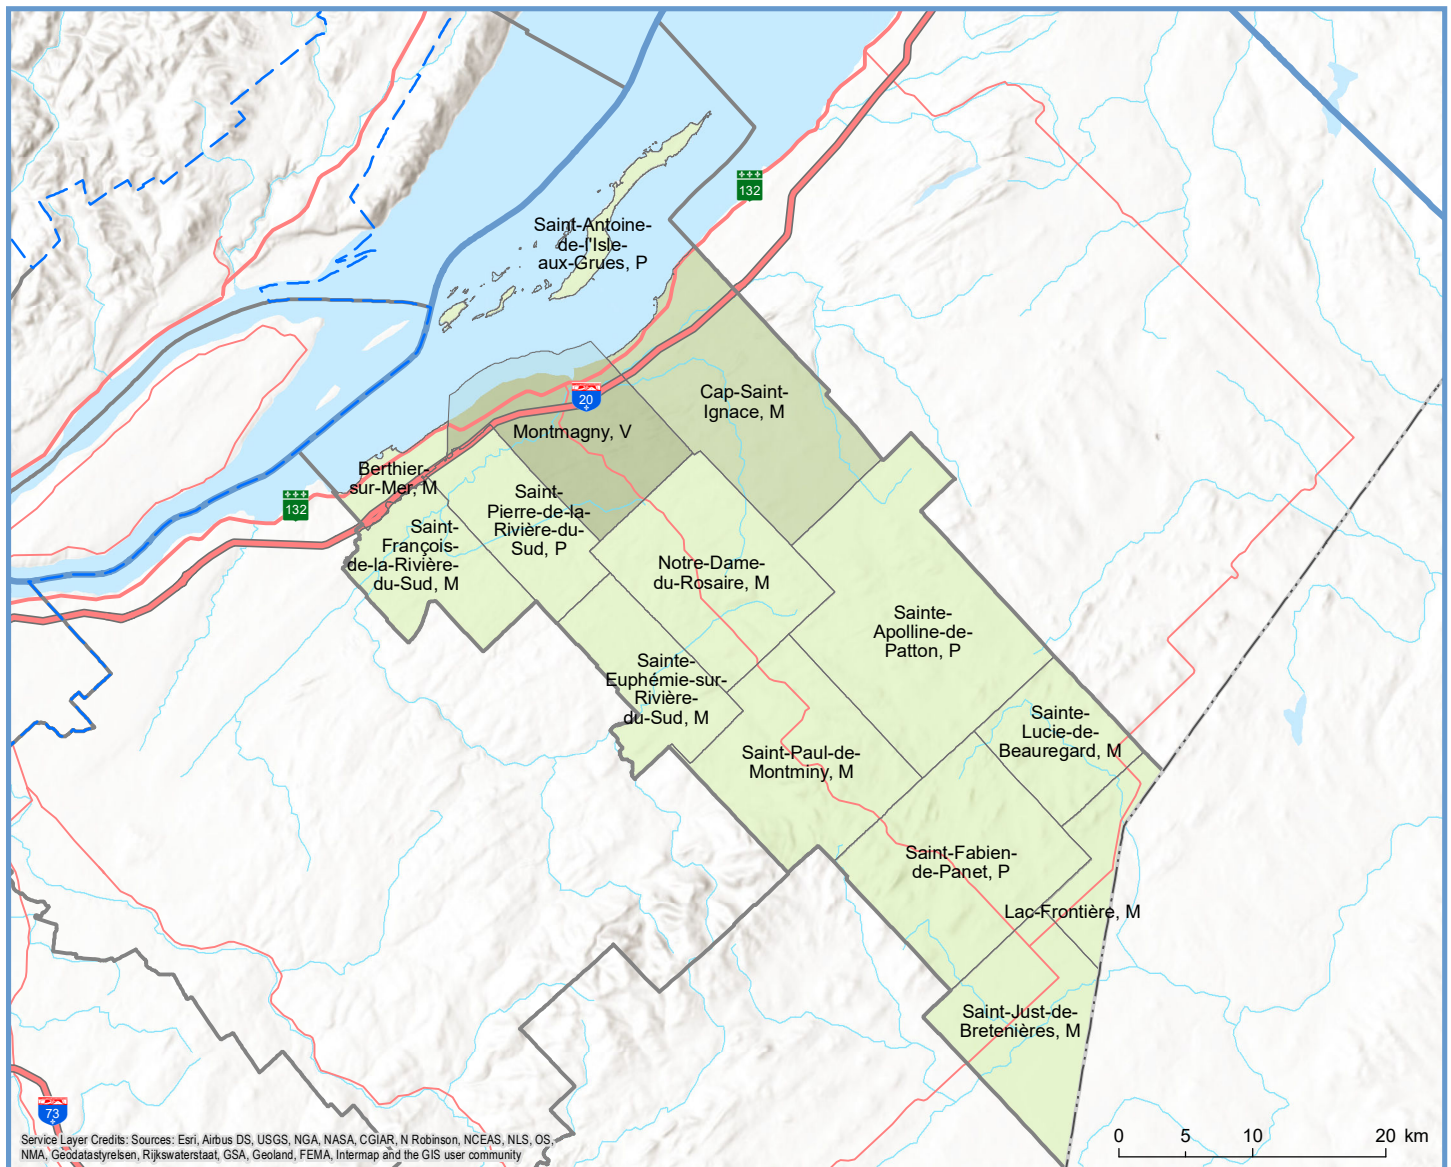 132
Saint-Antoine-
de-l'Isle-
aux-Grues, P
20
Cap-Saint-
Ignace, M
Montmagny, V
Berthier-
sur-Mer, M
132
Saint-
Pierre-de-la-
Rivière-du-
Sud, P
Saint-
François-
de-la-Rivière-
du-Sud, M
Notre-Dame-
du-Rosaire, M
Sainte-
Apolline-de-
Patton, P
Sainte-
Euphémie-sur-
Rivière-
du-Sud, M
Sainte-
Lucie-de-
Beauregard, M
Saint-Paul-de-
Montminy, M
Saint-Fabien-
de-Panet, P
Lac-Frontière, M
Saint-Just-de-
Bretenières, M
73
Service Layer Credits: Sources: Esri, Airbus DS, USGS, NGA, NASA, CGIAR, N Robinson, NCEAS, NLS, OS,
NMA, Geodatastyrelsen, Rijkswaterstaat, GSA, Geoland, FEMA, Intermap and the GIS user community
0 5 10 20 km